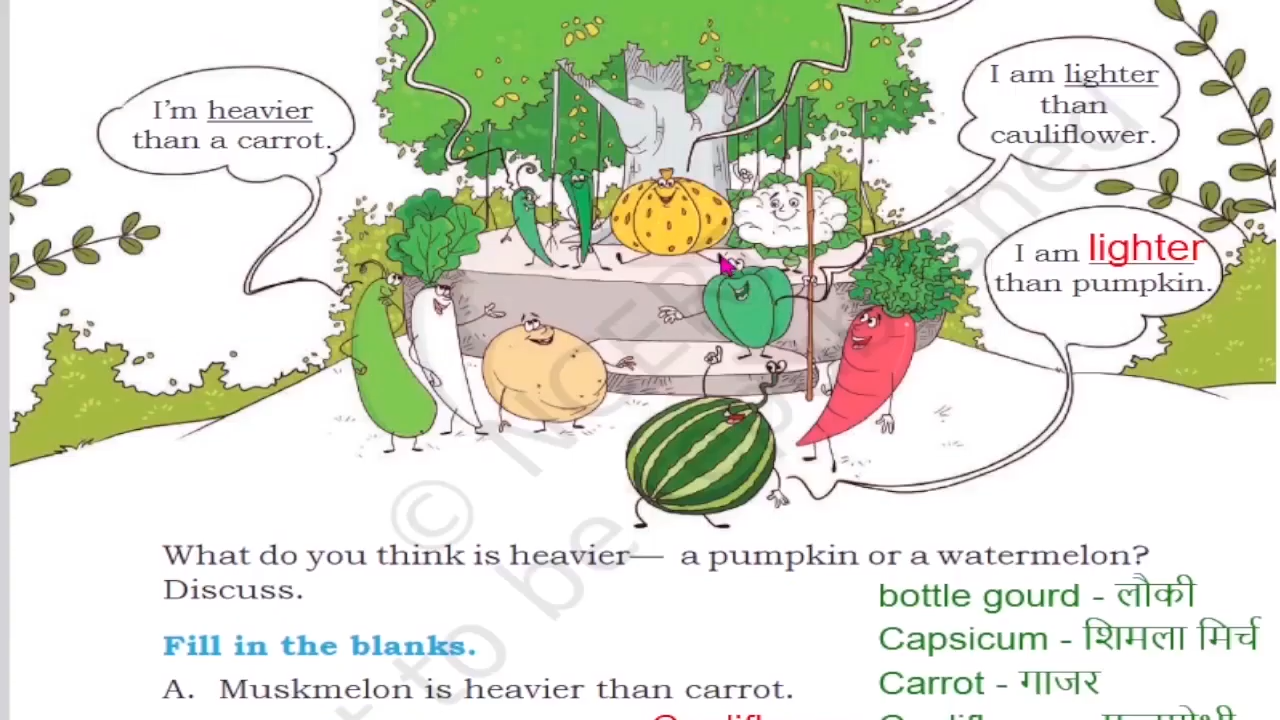 I'm heavier
than a carrot.
I am lighter
than
cauliflower.
I am lighter
than pumpkin.
What do you think is heavier— a pumpkin or a watermelon?
Discuss.
bottle gourd - लौकी
Fill in the blanks.
Capsicum - शिमला मिर्च
A. Muskmelon is heavier than carrot.
Carrot - गाजर